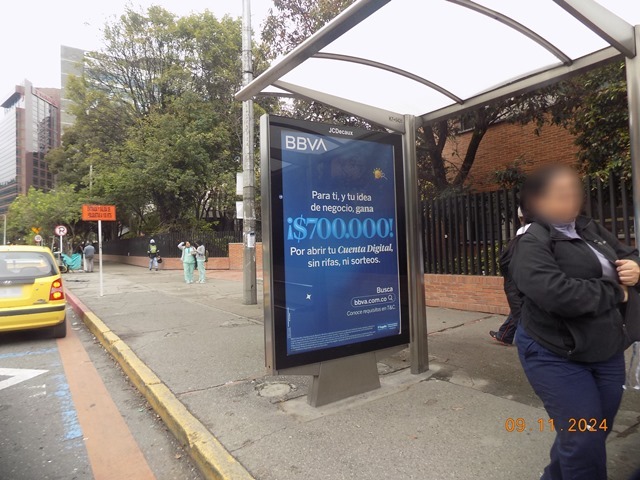 JCDecaux
BBVA
Para ti, y tu idea
de negocio, gana
¡$700.000!
Por abrir tu Cuenta Digital,
sin rifas, ni sorteos.
Busca
bbva.com.co
Conoce requisitos en T&C
09.11.2024